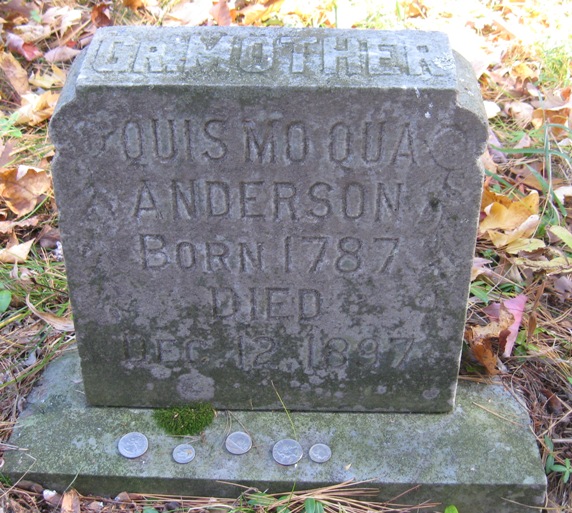 GR. MOTHER
QUIS MO QUA
ANDERSON
BORN 1787
DIED
DEC. 12. 1897